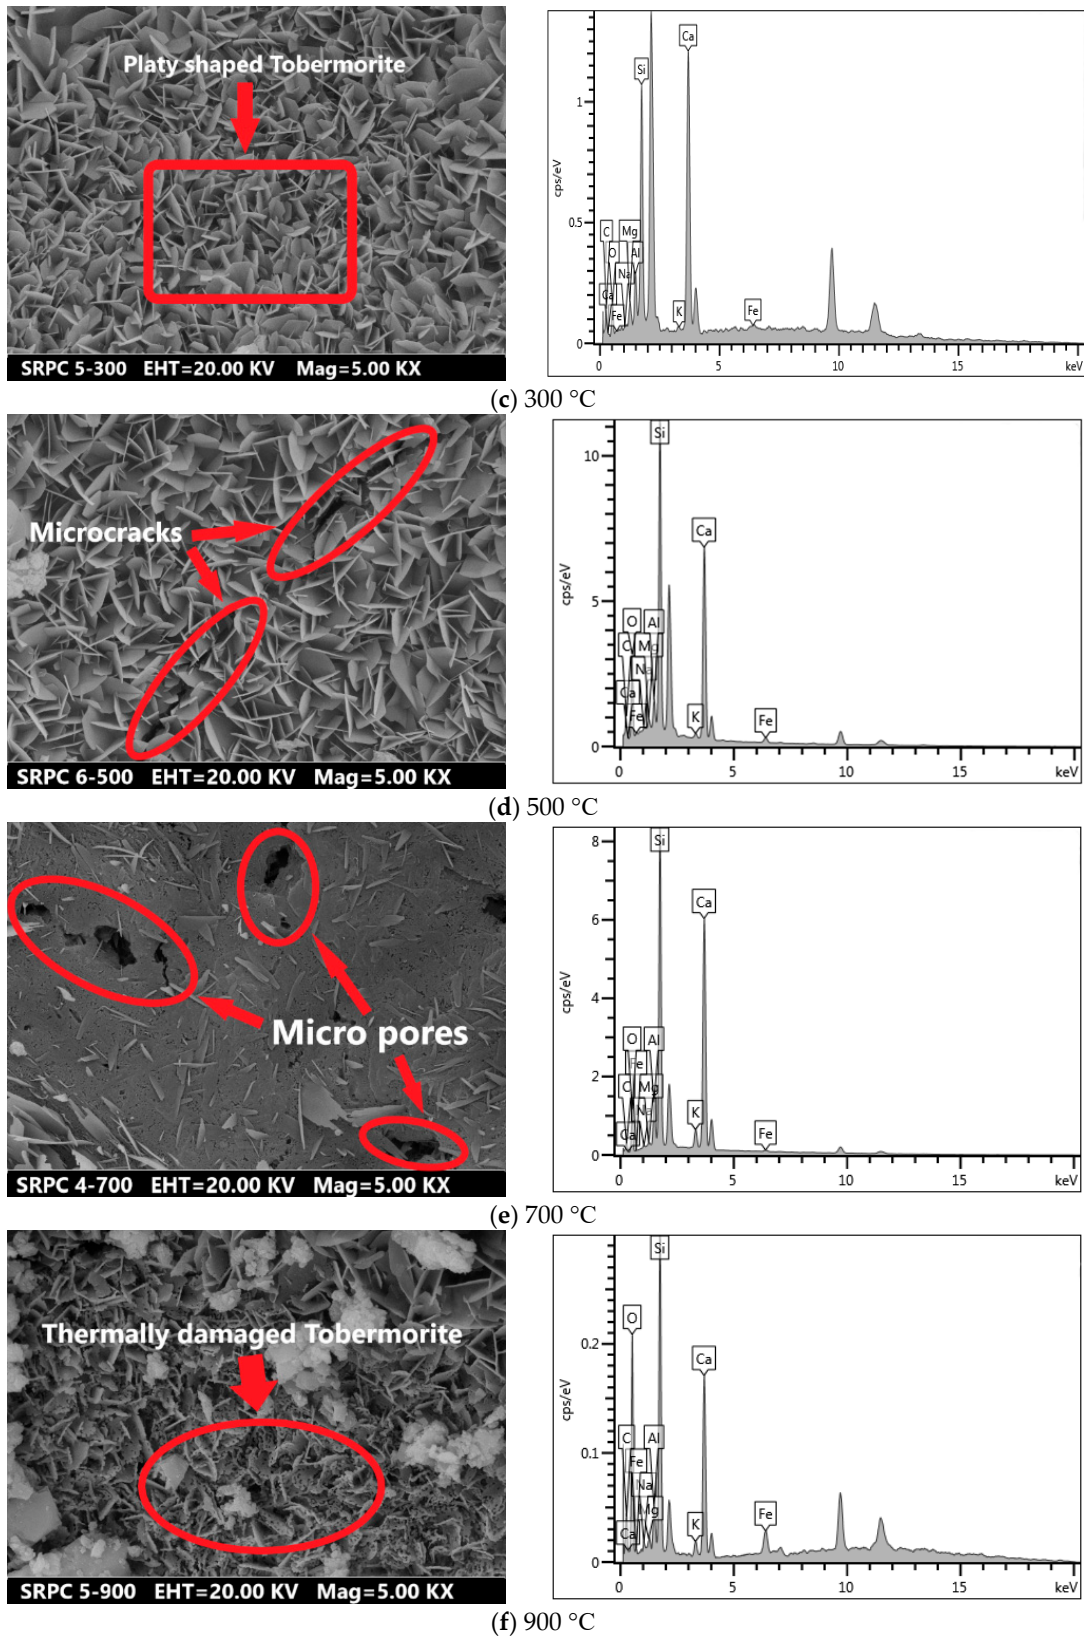 Platy shaped Tobermorite
SRPC 5-300 EHT=20.00 KV Mag=5.00 KX
cps/eV
1
0.5
0
Si
Ca
C
Mg
O
Al
Na
Ca
Fe
K
Fe
0 5 10 15 keV
(c) 300 °C
Microcracks
SRPC 6-500 EHT=20.00 KV Mag=5.00 KX
cps/eV
10
5
0
Si
Ca
O
Al
C
Mg
Na
Ca
Fe
K
Fe
0 5 10 15 keV
(d) 500 °C
Micro pores
SRPC 4-700 EHT=20.00 KV Mag=5.00 KX
cps/eV
8
6
4
2
0
Si
Ca
O
Al
Fe
C
Mg
Na
Ca
K
Fe
0 5 10 15 keV
(e) 700 °C
Thermally damaged Tobermorite
SRPC 5-900 EHT=20.00 KV Mag=5.00 KX
cps/eV
0.2
0.1
0
Si
O
Ca
C
Al
Fe
Na
Mg
Ca
K
Fe
0 5 10 15 keV
(f) 900 °C